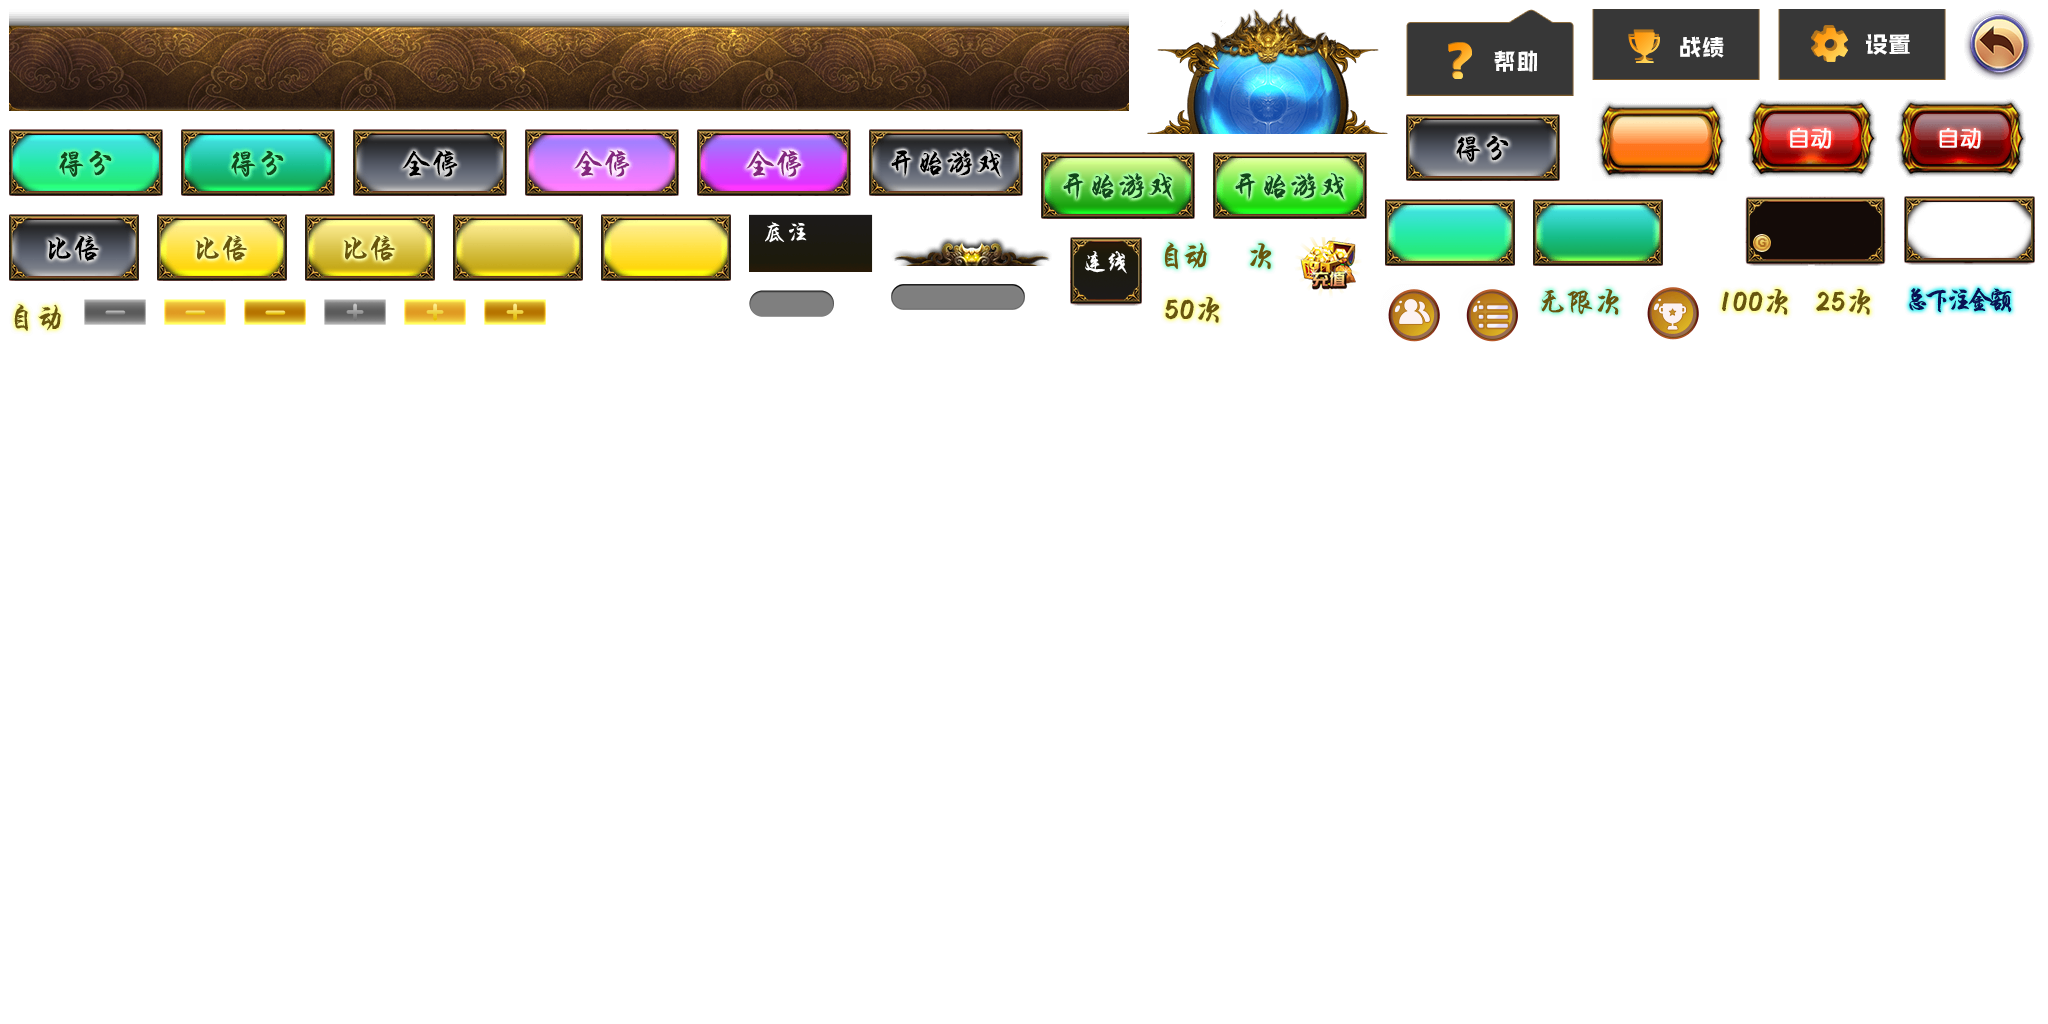 帮助
战绩
设置
得分
得分
全停
全停
全停
开始游戏
开始游戏
开始游戏
得分
自动
自动
比倍
比倍
比倍
底注
连线
自动 次
充值
自动
50次
无限次
100次
25次
总下注金额